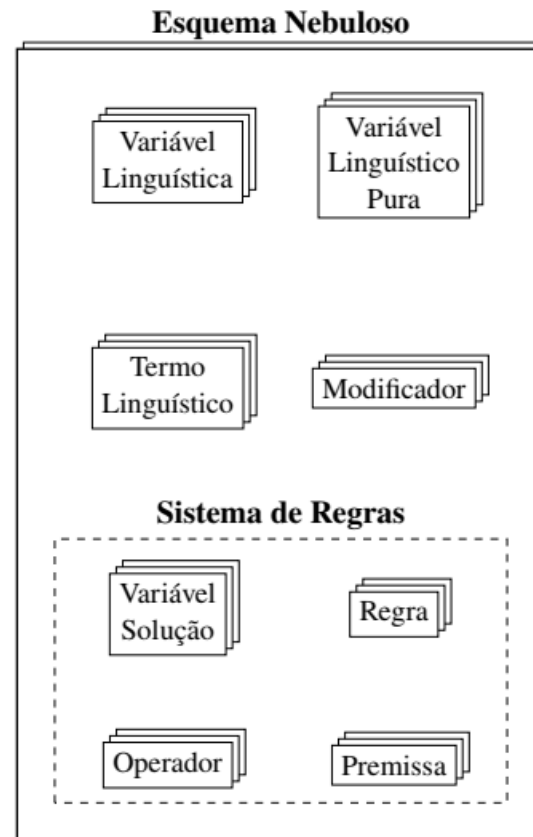 Esquema Nebuloso
Variável
Linguística
Variável
Linguístico
Pura
Termo
Linguístico
Modificador
Sistema de Regras
Variável
Solução
Regra
Operador
Premissa